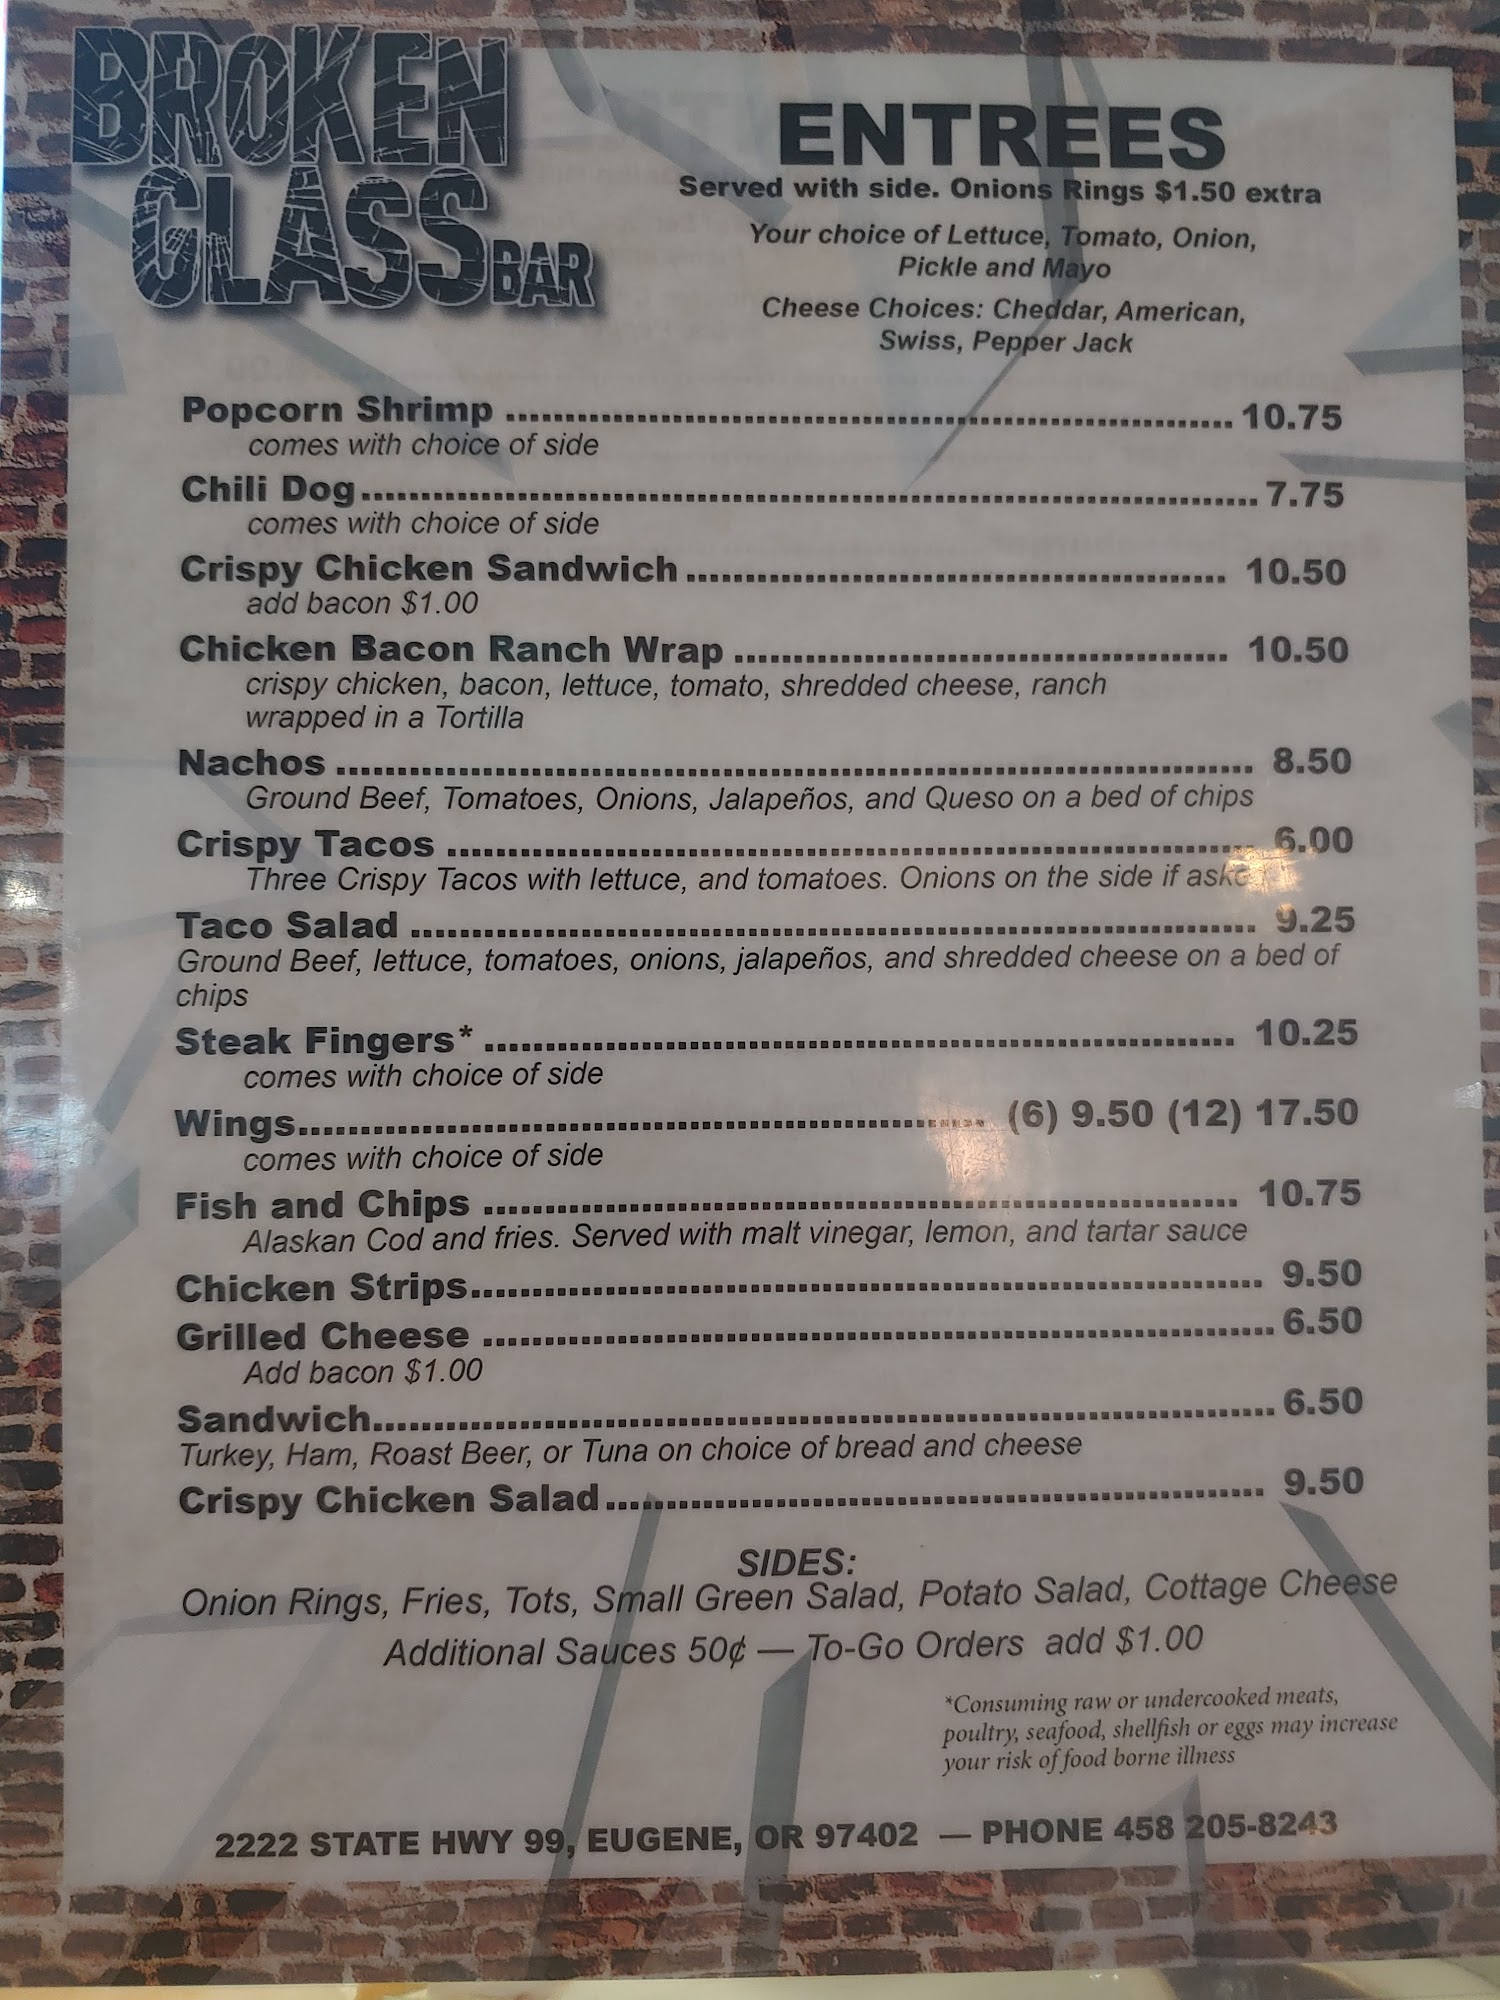 BROKEN
GLASS BAR
ENTREES
Served with side. Onions Rings $1.50 extra
Your choice of Lettuce, Tomato, Onion,
Pickle and Mayo
Cheese Choices: Cheddar, American,
Swiss, Pepper Jack
Popcorn Shrimp ........ 10.75
comes with choice of side
Chili Dog ........ 7.75
comes with choice of side
Crispy Chicken Sandwich ........ 10.50
add bacon $1.00
Chicken Bacon Ranch Wrap ........ 10.50
crispy chicken, bacon, lettuce, tomato, shredded cheese, ranch
wrapped in a Tortilla
Nachos ........ 8.50
Ground Beef, Tomatoes, Onions, Jalapeños, and Queso on a bed of chips
Crispy Tacos ........ 6.00
Three Crispy Tacos with lettuce, and tomatoes. Onions on the side if
Taco Salad ........ 9.25
Ground Beef, lettuce, tomatoes, onions, jalapeños, and shredded cheese on a bed of
chips
Steak Fingers* ........ 10.25
comes with choice of side
Wings ........ (6) 9.50 (12) 17.50
comes with choice of side
Fish and Chips ........ 10.75
Alaskan Cod and fries. Served with malt vinegar, lemon, and tartar sauce
Chicken Strips ........ 9.50
Grilled Cheese ........ 6.50
Add bacon $1.00
Sandwich ........ 6.50
Turkey, Ham, Roast Beer, or Tuna on choice of bread and cheese
Crispy Chicken Salad ........ 9.50
SIDES:
Onion Rings, Fries, Tots, Small Green Salad, Potato Salad, Cottage Cheese
Additional Sauces 50¢ — To-Go Orders add $1.00
*Consuming raw or undercooked meats,
poultry, seafood, shellfish or eggs may increase
your risk of food borne illness
2222 STATE HWY 99, EUGENE, OR 97402 — PHONE 458 205-8243